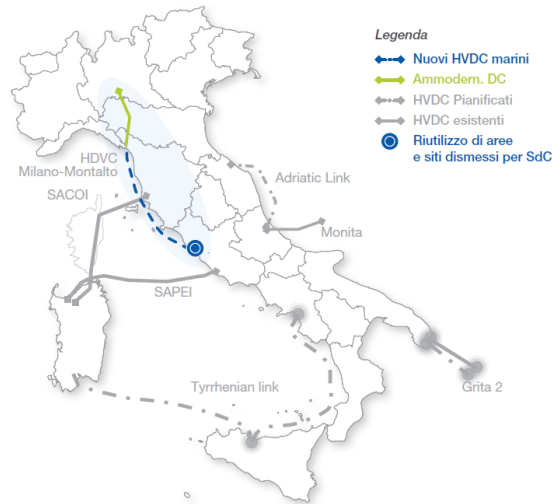 Legenda
Nuovi HVDC marini
Ammodern. DC
HVDC Pianificati
HVDC esistenti
Riutilizzo di aree
e siti dismessi per SdC
HDVC
Milano-Montalto
SACOI
Adriatic Link
Monita
SAPEI
Tyrrhenian link
Grita 2